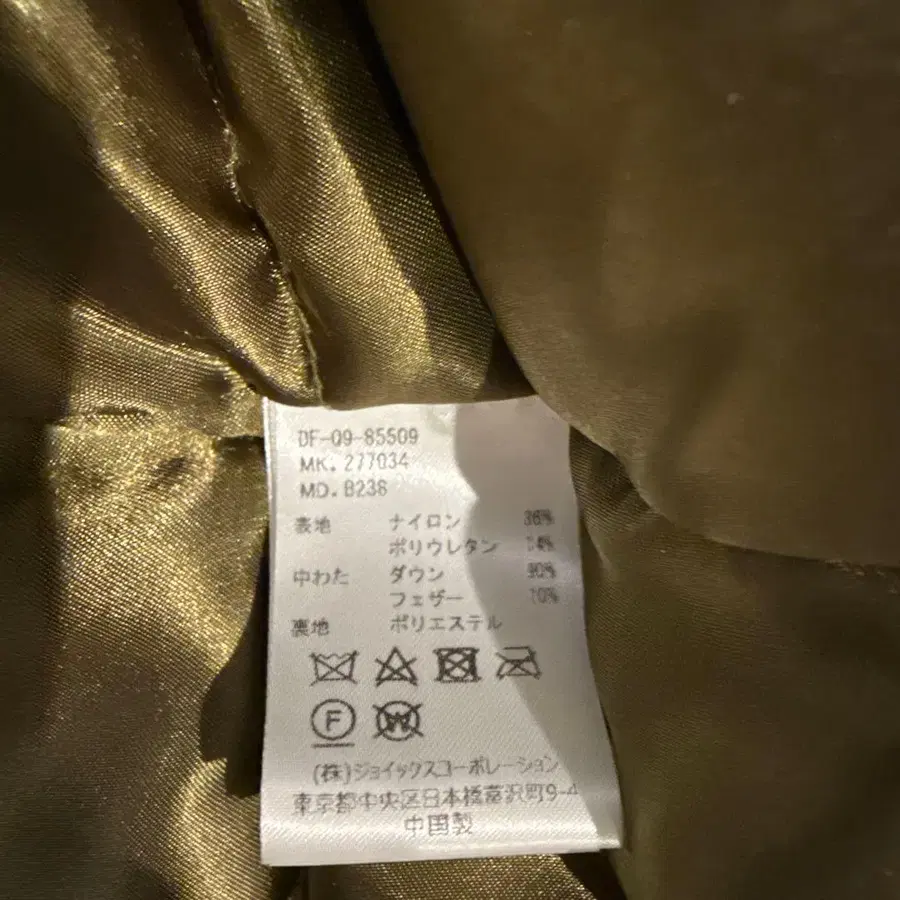 DF-09-85509
MK. 277034
MD. B238
表地 ナイロン 86%
ポリウレタン 14%
中わた ダウン 90%
フェザー 10%
裏地 ポリエステル
F
W
(株)ジョイックスコーポレーション
東京都中央区日本橋富沢町9-4
中国製